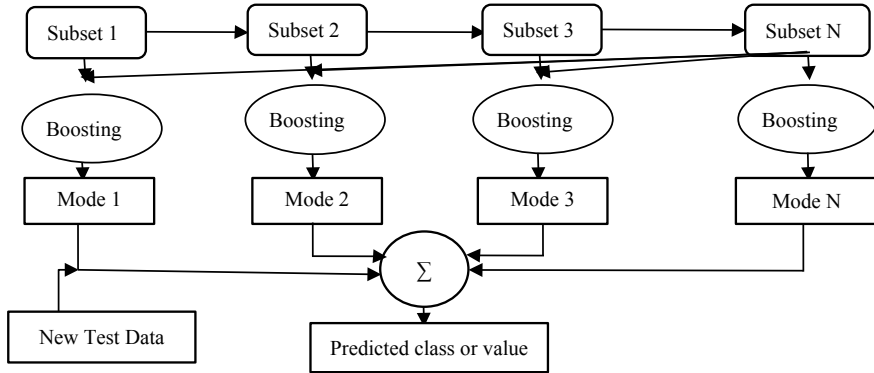 Subset 1
Subset 2
Subset 3
Subset N
Boosting
Boosting
Boosting
Boosting
Mode 1
Mode 2
Mode 3
Mode N
∑
New Test Data
Predicted class or value